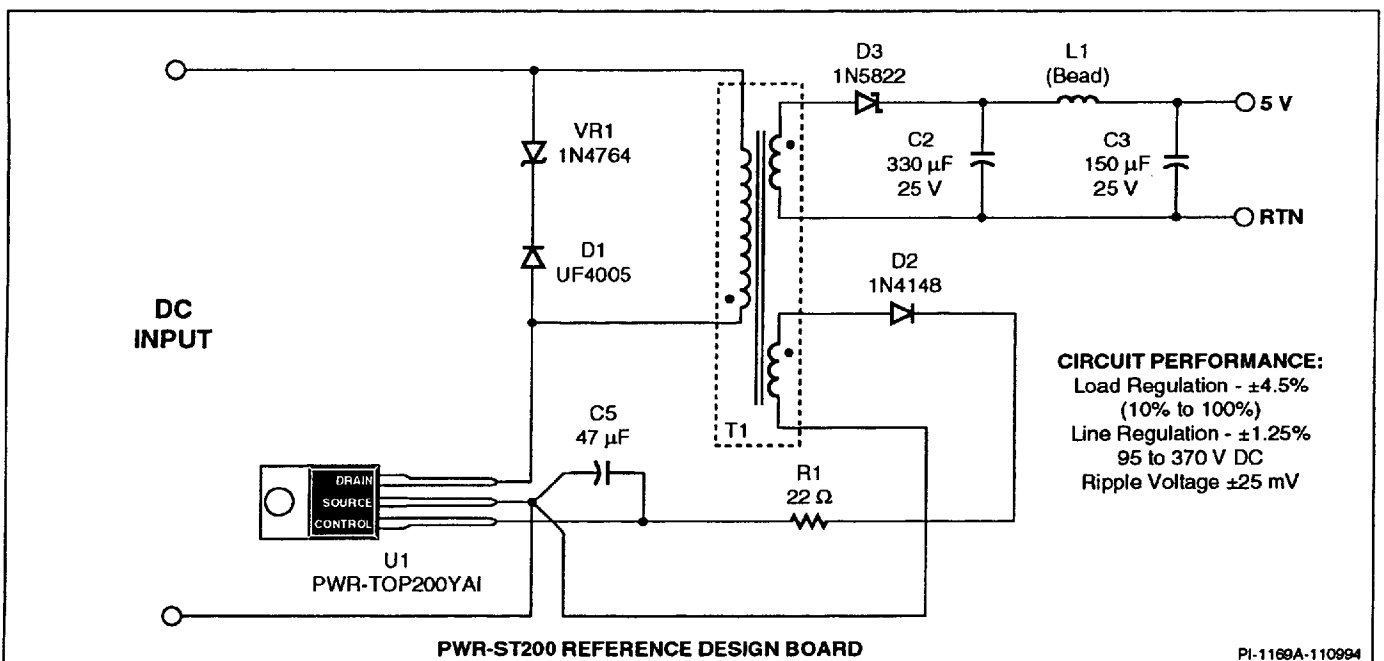 D3
1N5822
L1
(Bead)
5 V
VR1
1N4764
C2
330 μF
25 V
C3
150 μF
25 V
RTN
D1
UF4005
D2
1N4148
DC
INPUT
CIRCUIT PERFORMANCE:
Load Regulation - ±4.5%
(10% to 100%)
Line Regulation - ±1.25%
95 to 370 V DC
Ripple Voltage ±25 mV
T1
C5
47 μF
R1
22 Ω
DRAIN
SOURCE
CONTROL
U1
PWR-TOP200YAI
PWR-ST200 REFERENCE DESIGN BOARD
PI-1169A-110994